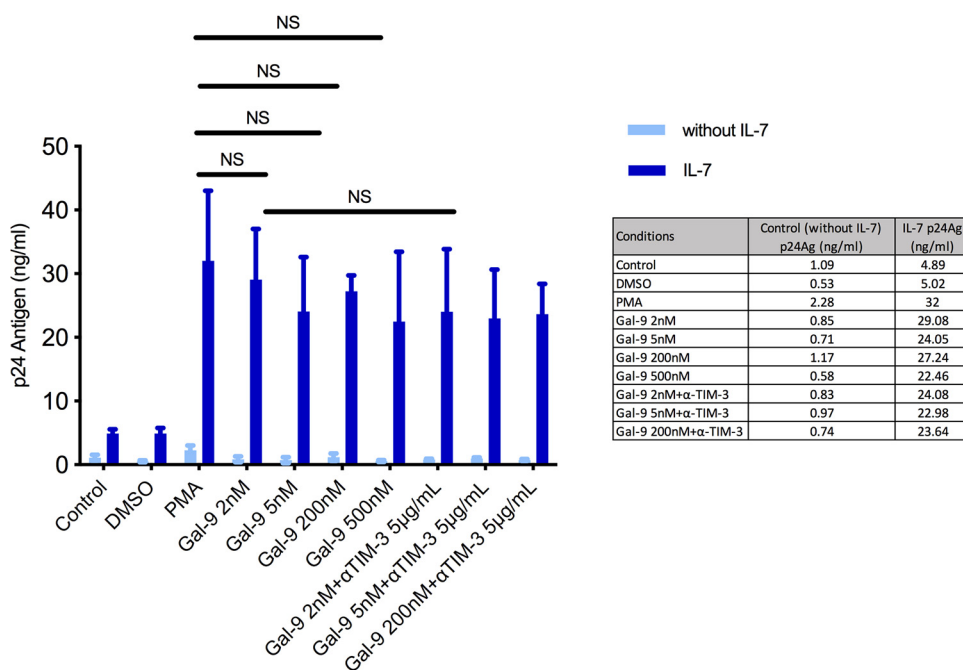 NS
NS
NS
NS
NS
50
40
30
20
10
0
p24 Antigen (ng/ml)
Control
DMSO
PMA
Gal-9 2nM
Gal-9 5nM
Gal-9 200nM
Gal-9 500nM
Gal-9 2nM+αTIM-3 5µg/mL
Gal-9 5nM+αTIM-3 5µg/mL
Gal-9 200nM+αTIM-3 5µg/mL
without IL-7
IL-7
Conditions Control (without IL-7) p24Ag (ng/ml) IL-7 p24Ag (ng/ml)
Control 1.09 4.89
DMSO 0.53 5.02
PMA 2.28 32
Gal-9 2nM 0.85 29.08
Gal-9 5nM 0.71 24.05
Gal-9 200nM 1.17 27.24
Gal-9 500nM 0.58 22.46
Gal-9 2nM+α-TIM-3 0.83 24.08
Gal-9 5nM+α-TIM-3 0.97 22.98
Gal-9 200nM+α-TIM-3 0.74 23.64